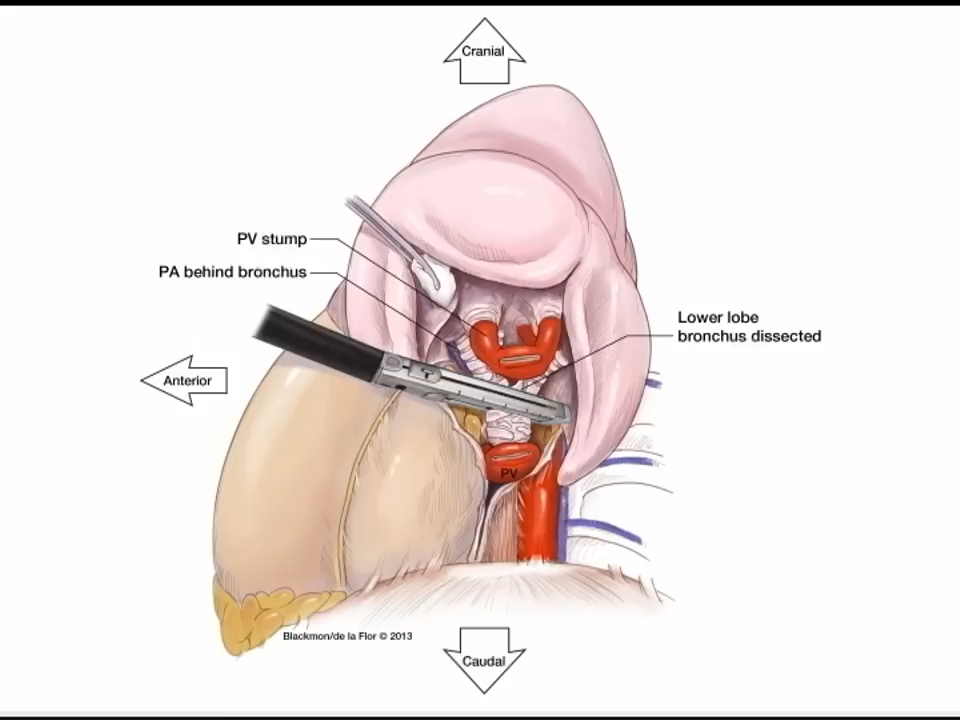 Cranial
PV stump
PA behind bronchus
Lower lobe
bronchus dissected
Anterior
PV
Blackmon/de la Flor © 2013
Caudal